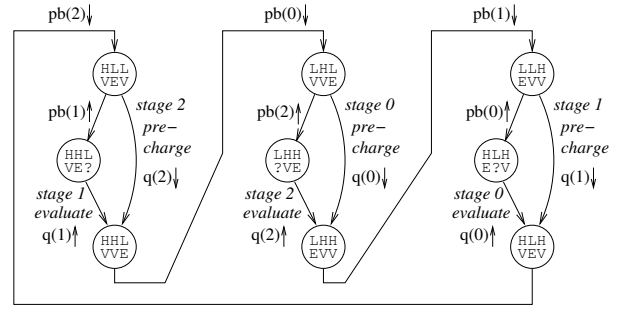 pb(2)↓
pb(0)↓
pb(1)↓
HLL
VEV
LHL
VVE
LLH
EVV
pb(1)↑
stage 2
pre-
charge
q(2)↓
pb(2)↑
stage 0
pre-
charge
q(0)↓
pb(0)↑
stage 1
pre-
charge
q(1)↓
HHL
VE?
LHH
?VE
HLH
E?V
stage 1
evaluate
q(1)↑
stage 2
evaluate
q(2)↑
stage 0
evaluate
q(0)↑
HHL
VVE
LHH
EVV
HLH
VEV